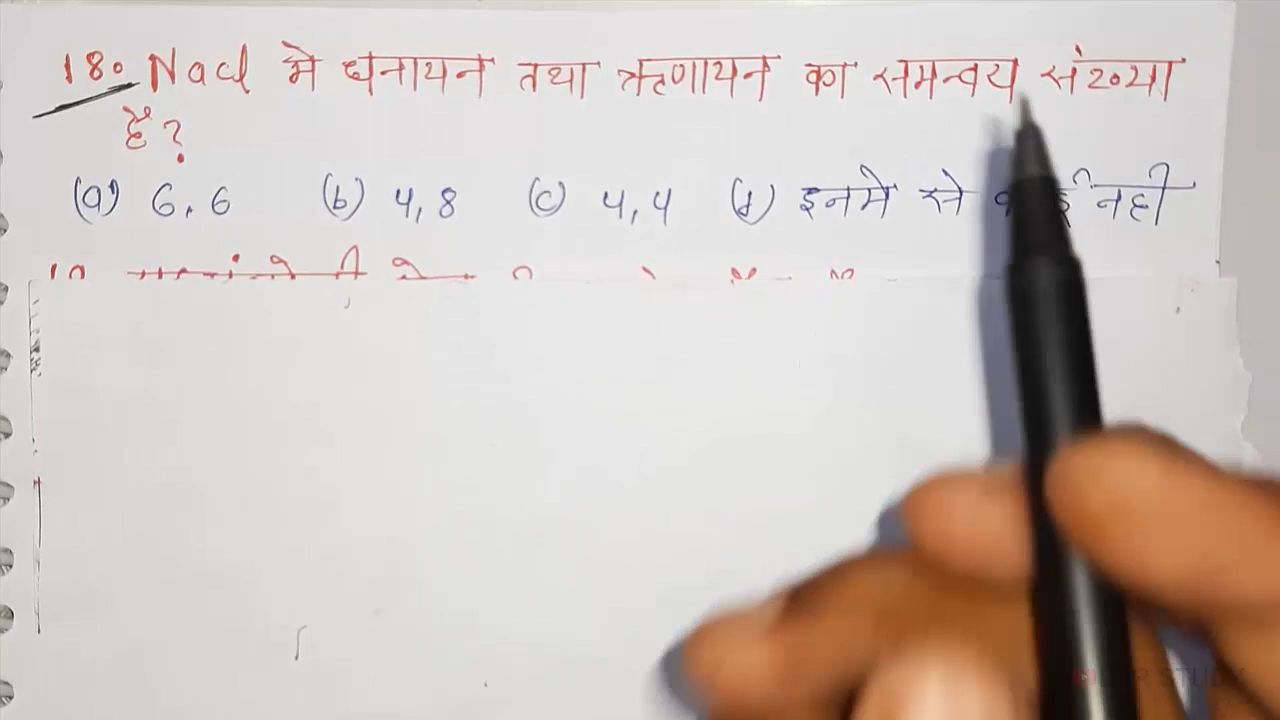 18. Nacl मे धनायन तथा ऋणायन का समन्वय संख्या
है?
(a) 6, 6 (b) 4, 8 (c) 4, 4 (d) इनमे से नही